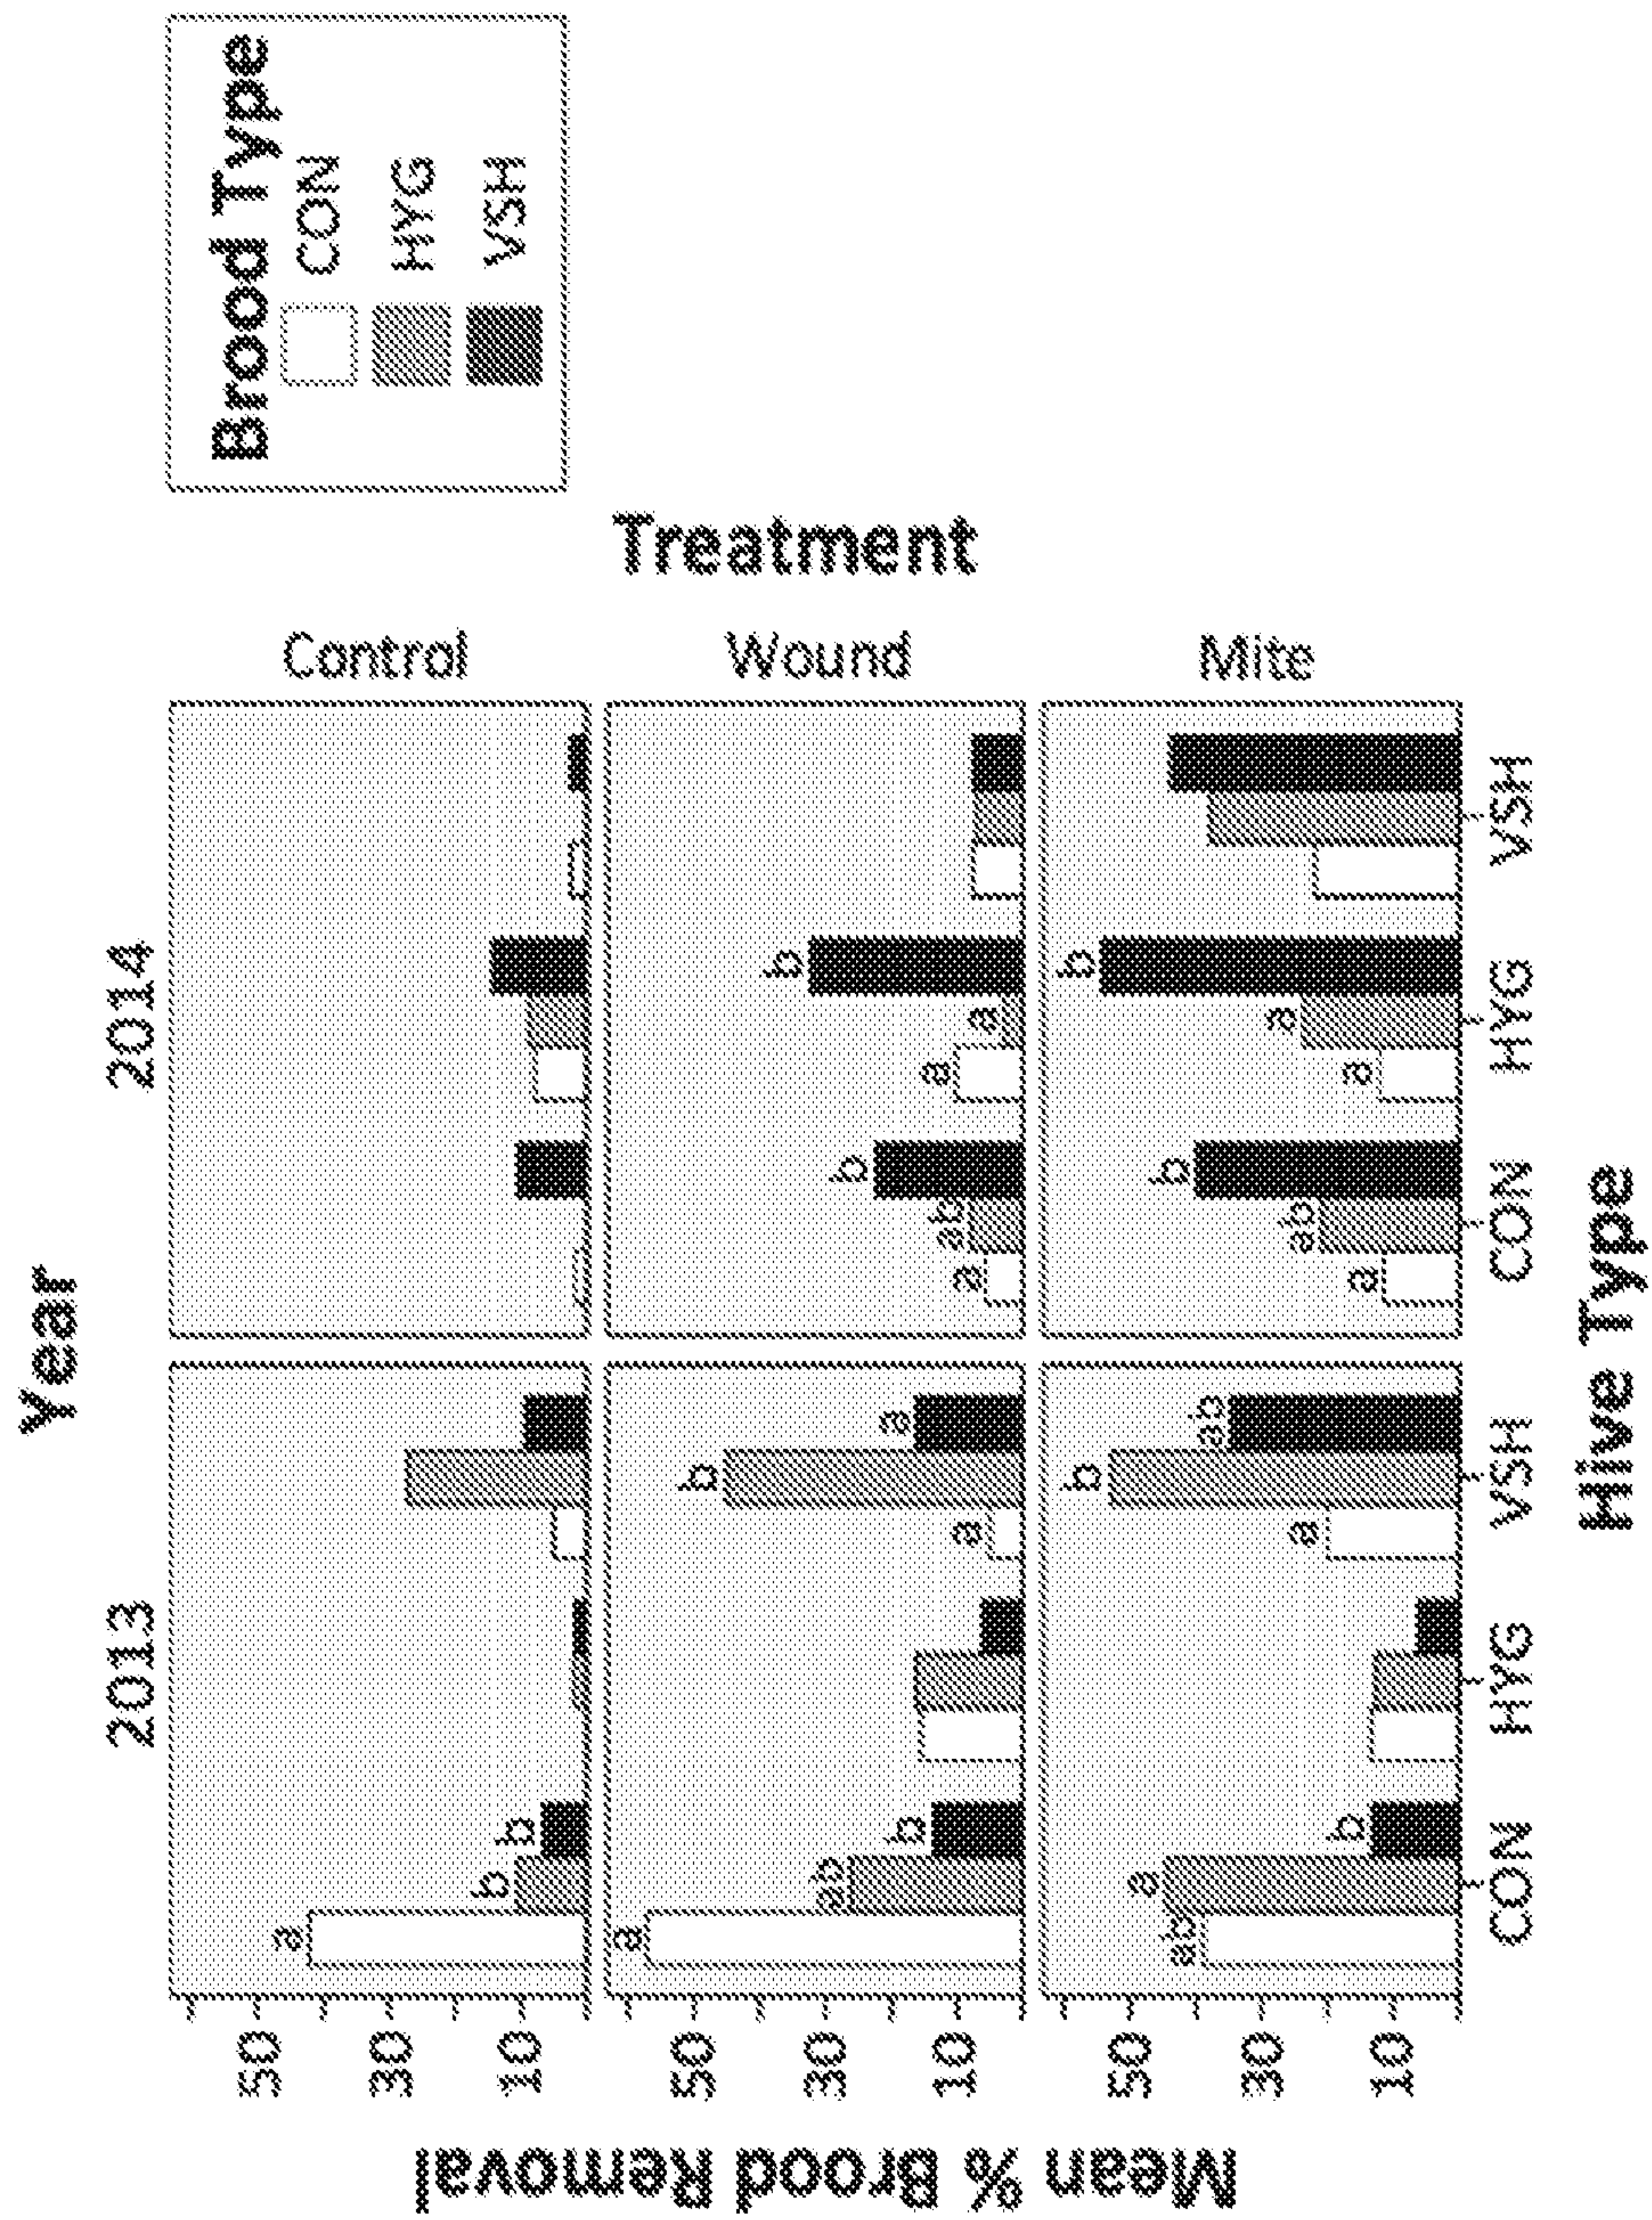 Year
2013 2014
Mean % Brood Removal
50
30
10
a b b
Control
50
30
10
a ab b b a a
a ab b a a b
Wound
50
30
10
ab a b a b ab
a ab b a a b
Mite
CON HYG VSH CON HYG VSH
Hive Type
Treatment
Brood Type
CON
HYG
VSH